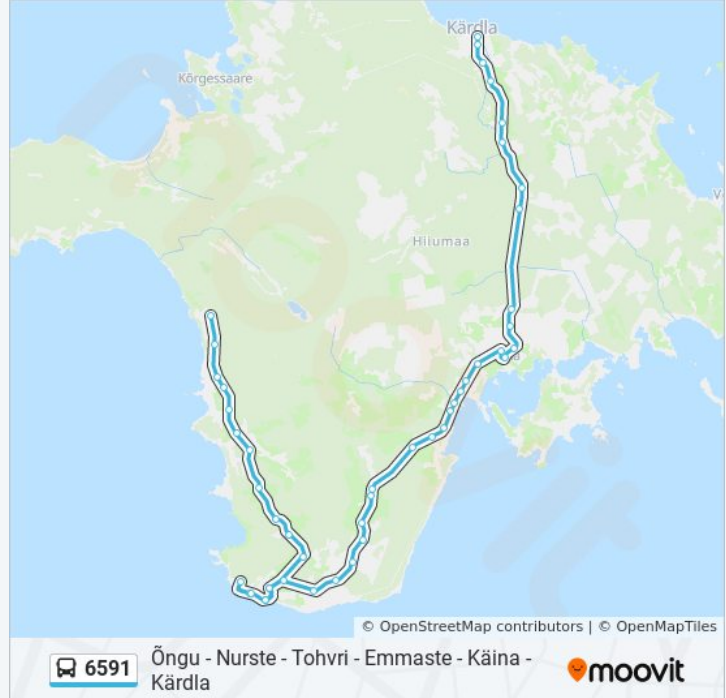 Kärdla
Kõrgessaare
Hiiumaa
© OpenStreetMap contributors | © OpenMapTiles
6591
Õngu - Nurste - Tohvri - Emmaste - Käina -
Kärdla
moovit